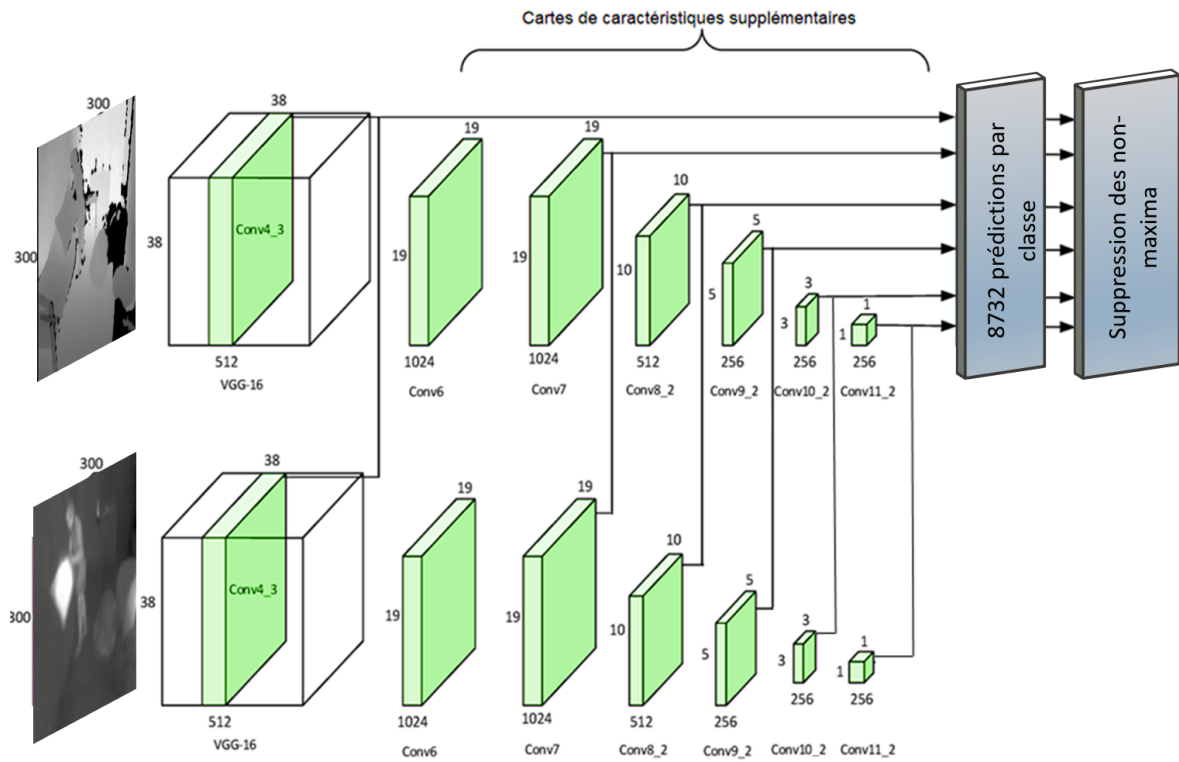 Cartes de caractéristiques supplémentaires
300
38
19
19
10
5
3
1
Conv4_3
38
300
19
19
10
5
3
1
512
1024
1024
512
256
256
256
VGG-16
Conv6
Conv7
Conv8_2
Conv9_2
Conv10_2
Conv11_2
8732 prédictions par
classe
Suppression des non-
maxima
300
38
19
19
10
5
3
1
Conv4_3
38
300
19
19
10
5
3
1
512
1024
1024
512
256
256
256
VGG-16
Conv6
Conv7
Conv8_2
Conv9_2
Conv10_2
Conv11_2